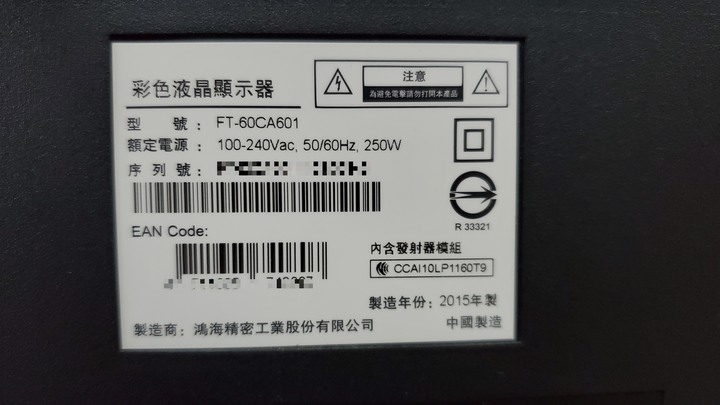 彩色液晶顯示器
注意
為避免電擊請勿打開本產品
型 號： FT-60CA601
額定電源： 100-240Vac, 50/60Hz, 250W
序 列 號：
R 33321
EAN Code:
內含發射器模組
CCAI10LP1160T9
製造年份： 2015年製
製造商： 鴻海精密工業股份有限公司
中國製造